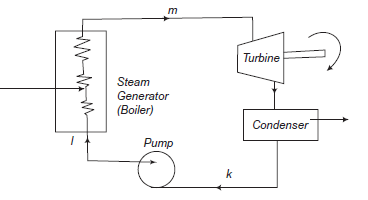 m
Turbine
Steam
Generator
(Boiler)
Condenser
l
Pump
k